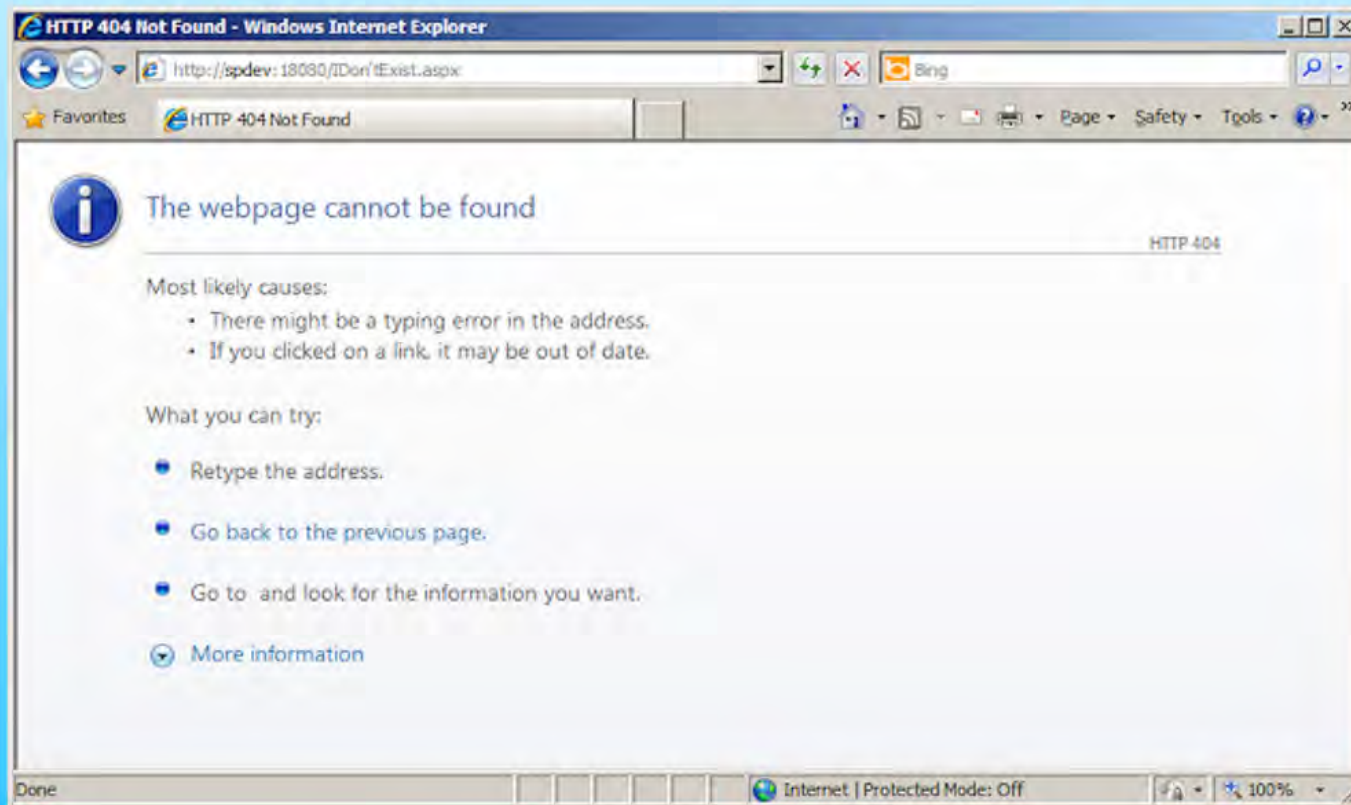 HTTP 404 Not Found - Windows Internet Explorer
http://spdev:18080/IDon'tExist.aspx
Bing
Favorites
HTTP 404 Not Found
Page
Safety
Tools
The webpage cannot be found
HTTP 404
Most likely causes:
• There might be a typing error in the address.
• If you clicked on a link, it may be out of date.
What you can try:
Retype the address.
Go back to the previous page.
Go to and look for the information you want.
More information
Done
Internet | Protected Mode: Off
100%